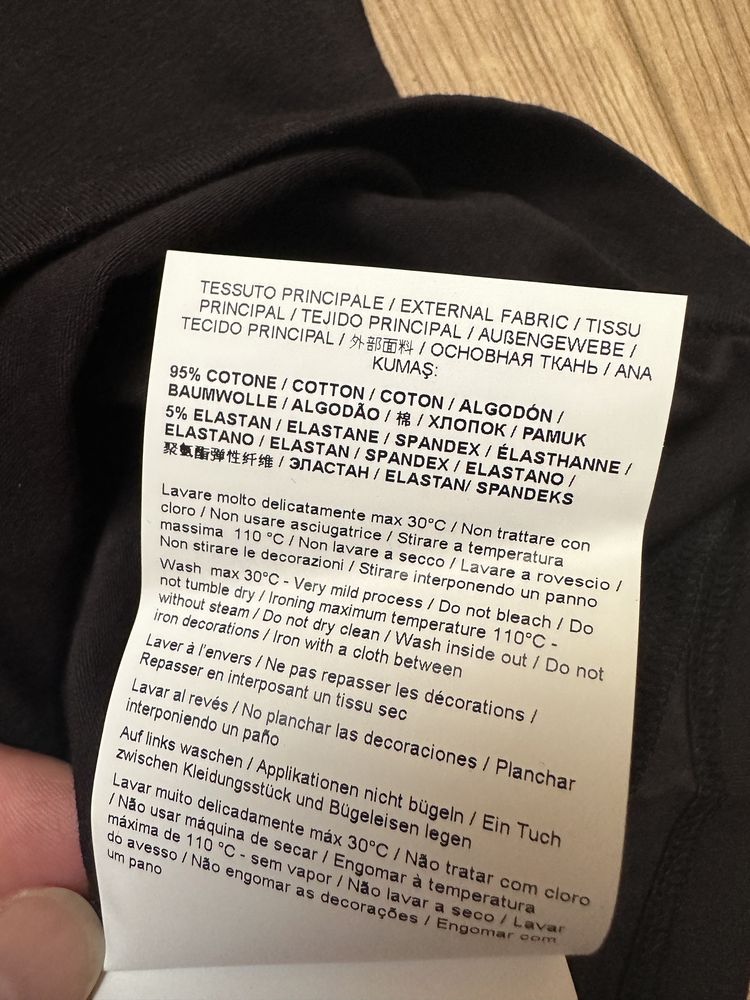 TESSUTO PRINCIPALE / EXTERNAL FABRIC / TISSU
PRINCIPAL / TEJIDO PRINCIPAL / AUßENGEWEBE /
TECIDO PRINCIPAL / 外部面料 / ОСНОВНАЯ ТКАНЬ / ANA
KUMAŞ:
95% COTONE / COTTON / COTON / ALGODÓN /
BAUMWOLLE / ALGODÃO / 棉 / ХЛОПОК / PAMUK
5% ELASTAN / ELASTANE / SPANDEX / ÉLASTHANNE /
ELASTANO / ELASTAN / SPANDEX / ELASTANO /
聚氨酯弹性纤维 / ЭЛАСТАН / ELASTAN/ SPANDEKS
Lavare molto delicatamente max 30°C / Non trattare con
cloro / Non usare asciugatrice / Stirare a temperatura
massima 110 °C / Non lavare a secco / Lavare a rovescio /
Non stirare le decorazioni / Stirare interponendo un panno
Wash max 30°C - Very mild process / Do not bleach / Do
not tumble dry / Ironing maximum temperature 110°C -
without steam / Do not dry clean / Wash inside out / Do not
iron decorations / Iron with a cloth between
Laver à l'envers / Ne pas repasser les décorations /
Repasser en interposant un tissu sec
Lavar al revés / No planchar las decoraciones / Planchar
interponiendo un paño
Auf links waschen / Applikationen nicht bügeln / Ein Tuch
zwischen Kleidungsstück und Bügeleisen legen
Lavar muito delicadamente máx 30°C / Não tratar com cloro
/ Não usar máquina de secar / Engomar à temperatura
máxima de 110 °C - sem vapor / Não lavar a seco / Lavar
do avesso / Não engomar as decorações / Engomar com
um pano